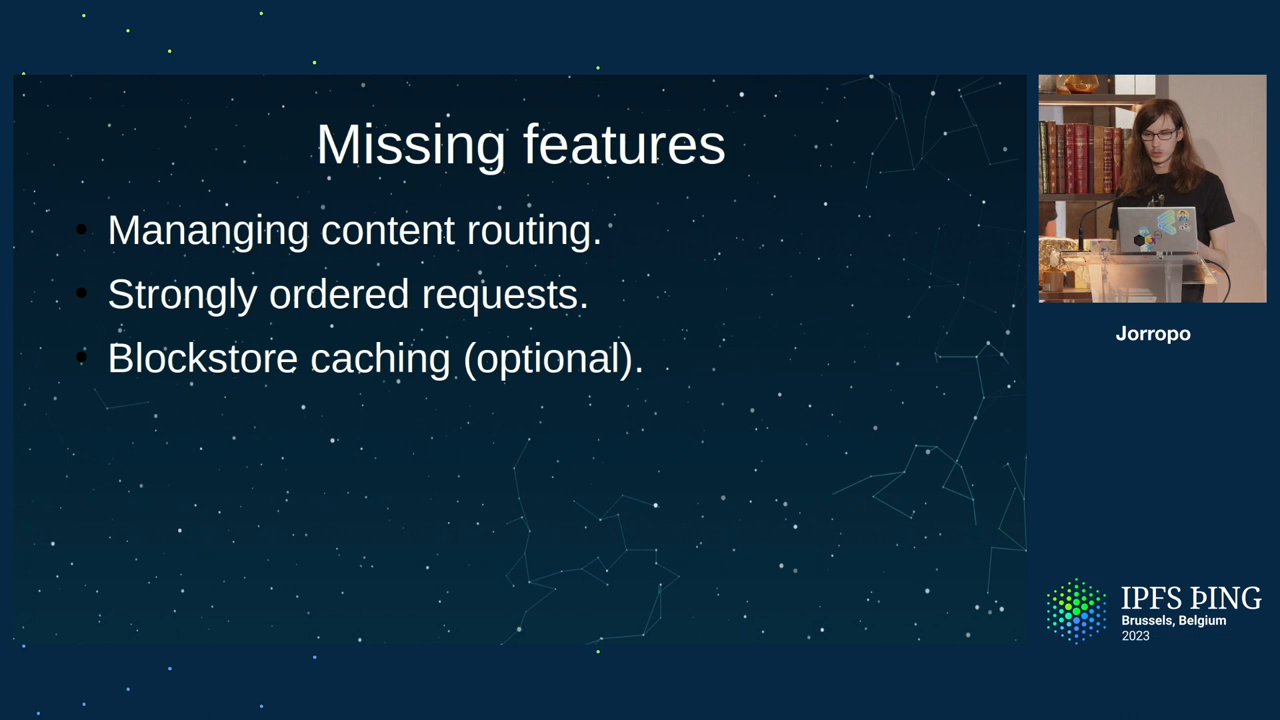 Missing features
Mananging content routing.
Strongly ordered requests.
Blockstore caching (optional).
Jorropo
IPFS ÞING
Brussels, Belgium
2023